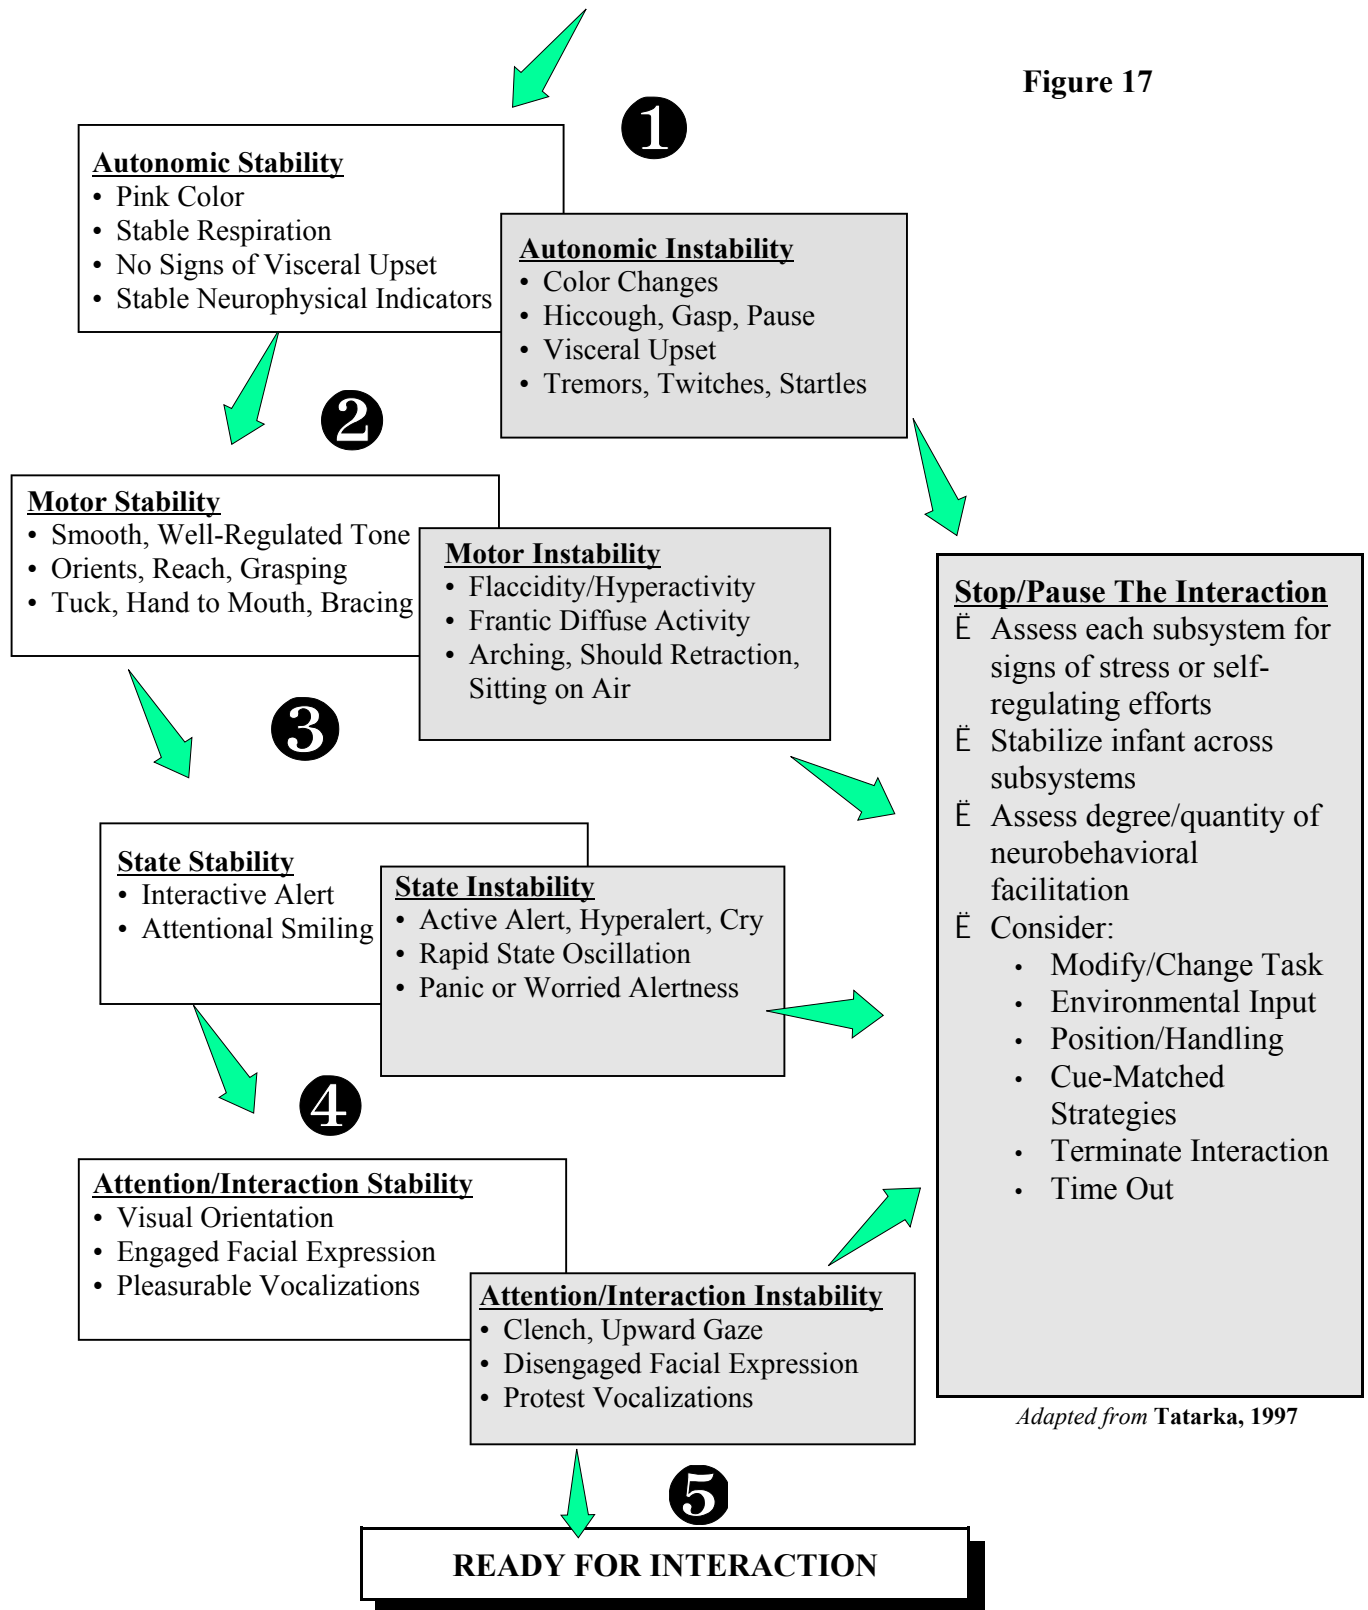 Figure 17
❶
Autonomic Stability
• Pink Color
• Stable Respiration
• No Signs of Visceral Upset
• Stable Neurophysical Indicators
Autonomic Instability
• Color Changes
• Hiccough, Gasp, Pause
• Visceral Upset
• Tremors, Twitches, Startles
❷
Motor Stability
• Smooth, Well-Regulated Tone
• Orients, Reach, Grasping
• Tuck, Hand to Mouth, Bracing
Motor Instability
• Flaccidity/Hyperactivity
• Frantic Diffuse Activity
• Arching, Should Retraction,
Sitting on Air
❸
State Stability
• Interactive Alert
• Attentional Smiling
State Instability
• Active Alert, Hyperalert, Cry
• Rapid State Oscillation
• Panic or Worried Alertness
❹
Attention/Interaction Stability
• Visual Orientation
• Engaged Facial Expression
• Pleasurable Vocalizations
Attention/Interaction Instability
• Clench, Upward Gaze
• Disengaged Facial Expression
• Protest Vocalizations
Stop/Pause The Interaction
Ë Assess each subsystem for
signs of stress or self-
regulating efforts
Ë Stabilize infant across
subsystems
Ë Assess degree/quantity of
neurobehavioral
facilitation
Ë Consider:
• Modify/Change Task
• Environmental Input
• Position/Handling
• Cue-Matched
Strategies
• Terminate Interaction
• Time Out
Adapted from Tatarka, 1997
❺
READY FOR INTERACTION